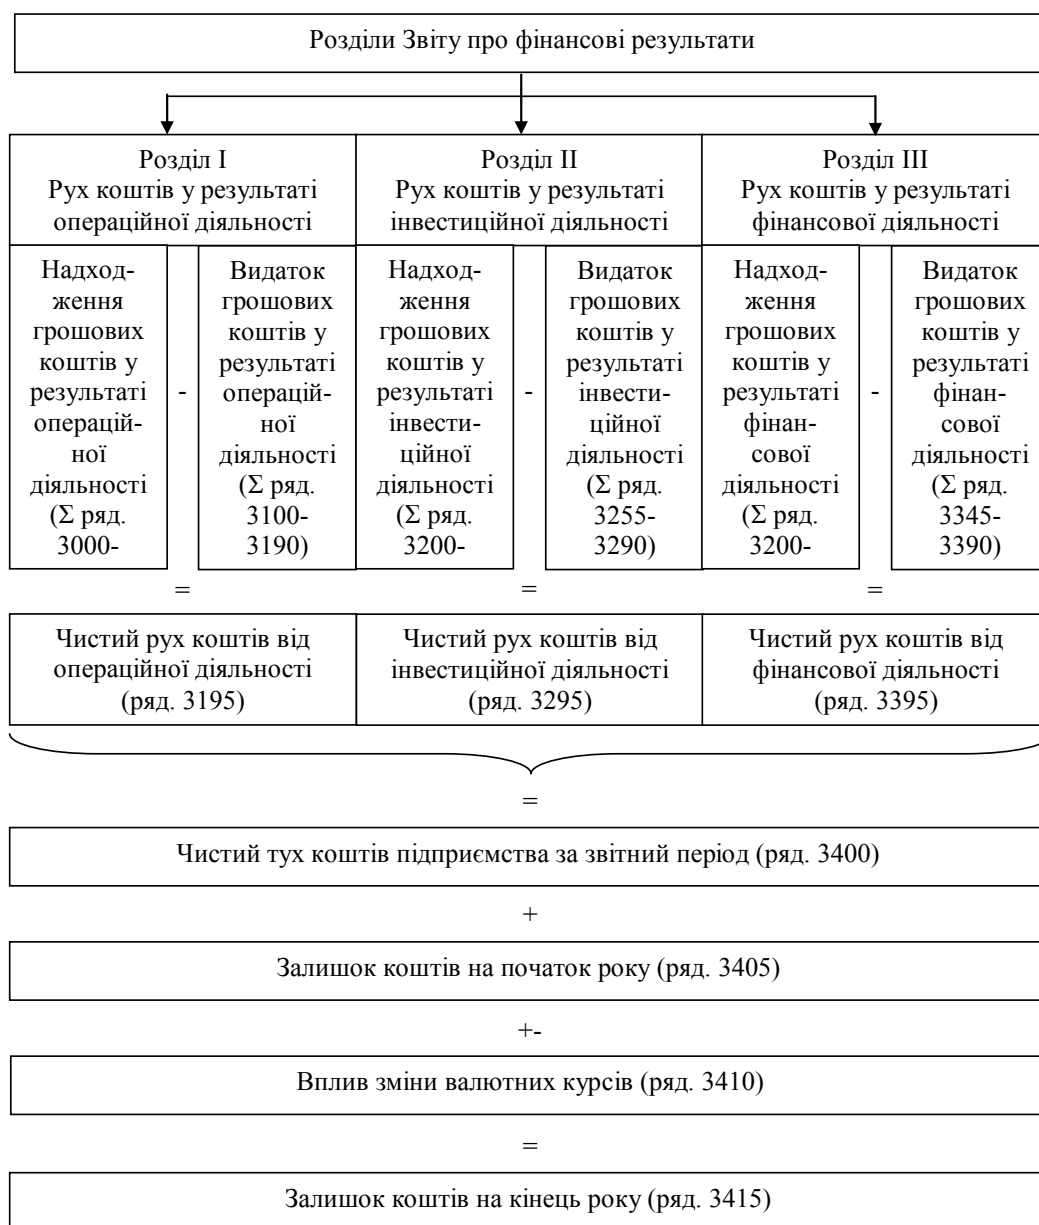 Розділи Звіту про фінансові результати
Розділ I
Рух коштів у результаті
операційної діяльності
Розділ II
Рух коштів у результаті
інвестиційної діяльності
Розділ III
Рух коштів у результаті
фінансової діяльності
Надход-
ження
грошових
коштів у
результаті
операцій-
ної
діяльності
(Σ ряд.
3000-
-
Видаток
грошових
коштів у
результаті
операцій-
ної
діяльності
(Σ ряд.
3100-
3190)
Надход-
ження
грошових
коштів у
результаті
інвести-
ційної
діяльності
(Σ ряд.
3200-
-
Видаток
грошових
коштів у
результаті
інвести-
ційної
діяльності
(Σ ряд.
3255-
3290)
Надход-
ження
грошових
коштів у
результаті
фінан-
сової
діяльності
(Σ ряд.
3200-
-
Видаток
грошових
коштів у
результаті
фінан-
сової
діяльності
(Σ ряд.
3345-
3390)
= = =
Чистий рух коштів від
операційної діяльності
(ряд. 3195)
Чистий рух коштів від
інвестиційної діяльності
(ряд. 3295)
Чистий рух коштів від
фінансової діяльності
(ряд. 3395)
=
Чистий тух коштів підприємства за звітний період (ряд. 3400)
+
Залишок коштів на початок року (ряд. 3405)
+-
Вплив зміни валютних курсів (ряд. 3410)
=
Залишок коштів на кінець року (ряд. 3415)